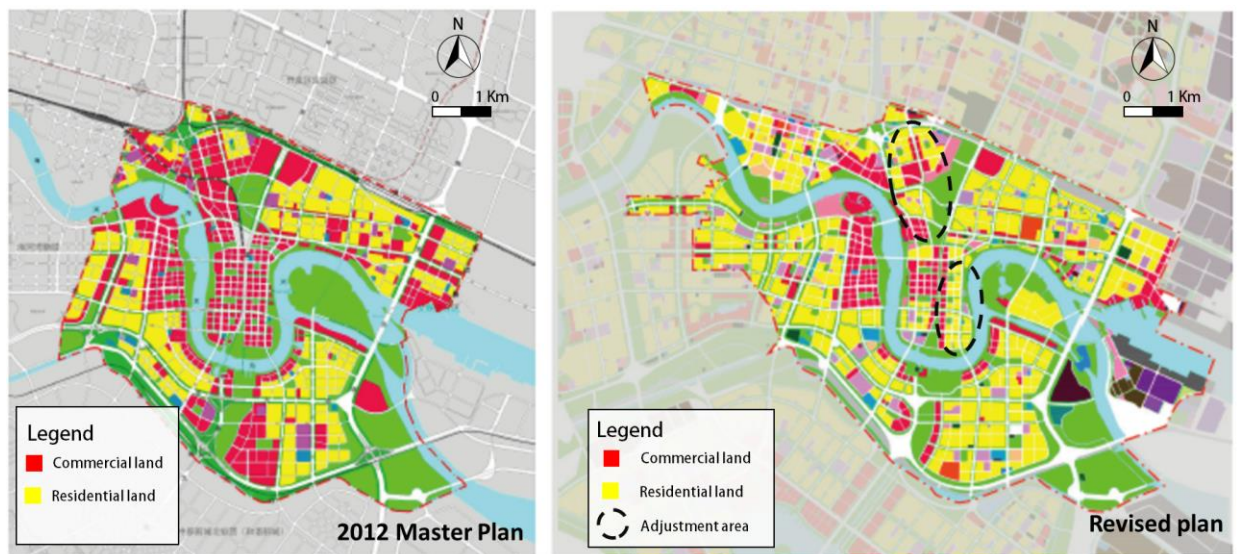 N
0 1 Km
Legend
Commercial land
Residential land
2012 Master Plan
N
0 1 Km
Legend
Commercial land
Residential land
Adjustment area
Revised plan